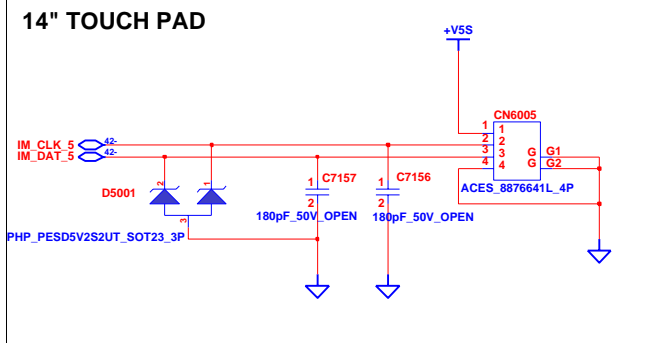 14" TOUCH PAD
+V5S
CN6005
1 1
2 2
3 3 G G1
4 4 G G2
ACES_8876641L_4P
IM_CLK_5 42-
IM_DAT_5 42-
D5001
2
1
3
PHP_PESD5V2S2UT_SOT23_3P
1 C7157
2
180pF_50V_OPEN
1 C7156
2
180pF_50V_OPEN